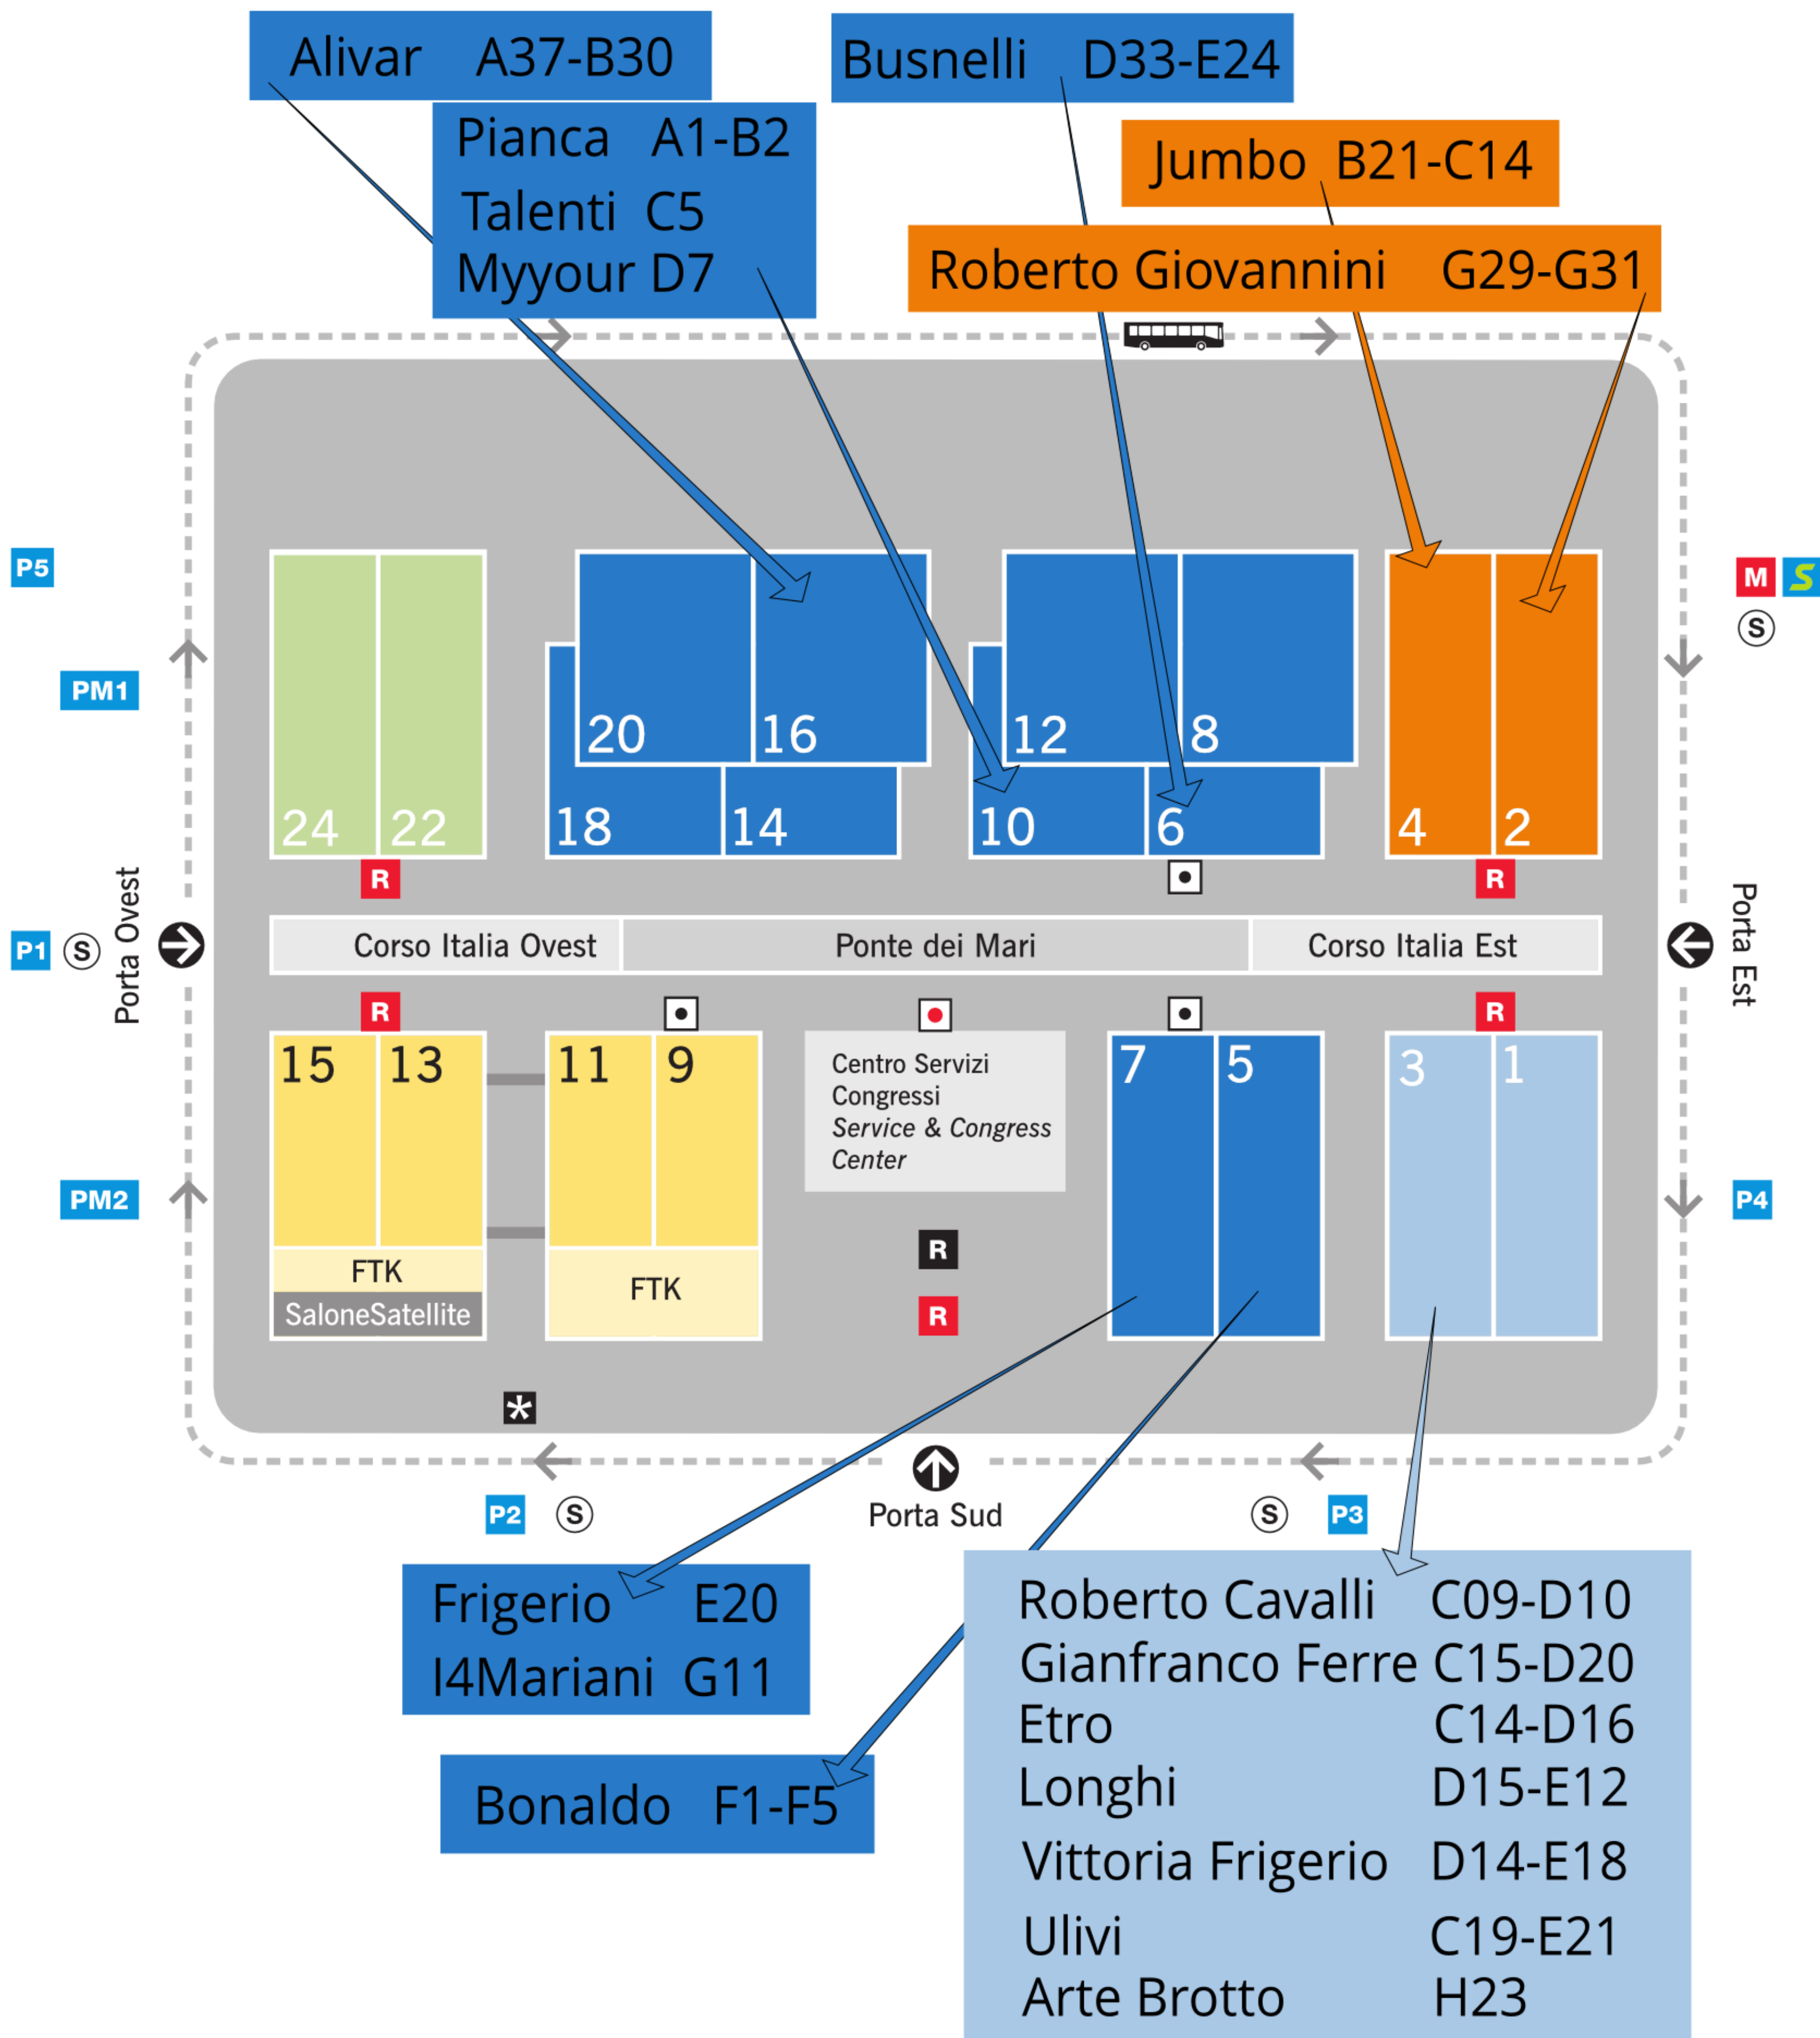 Alivar A37-B30
Busnelli D33-E24
Pianca A1-B2
Talenti C5
Myyour D7
Jumbo B21-C14
Roberto Giovannini G29-G31
P5
M S
S
PM1
20 16
12 8
24 22
18 14
10 6
4 2
R
R
P1 S
Porta Ovest
Corso Italia Ovest
Ponte dei Mari
Corso Italia Est
Porta Est
R
R
15 13
11 9
Centro Servizi
Congressi
Service & Congress
Center
7 5
3 1
PM2
P4
R
FTK
FTK
SaloneSatellite
R
*
P2 S
Porta Sud
S P3
Frigerio E20
I4Mariani G11
Bonaldo F1-F5
Roberto Cavalli C09-D10
Gianfranco Ferre C15-D20
Etro C14-D16
Longhi D15-E12
Vittoria Frigerio D14-E18
Ulivi C19-E21
Arte Brotto H23